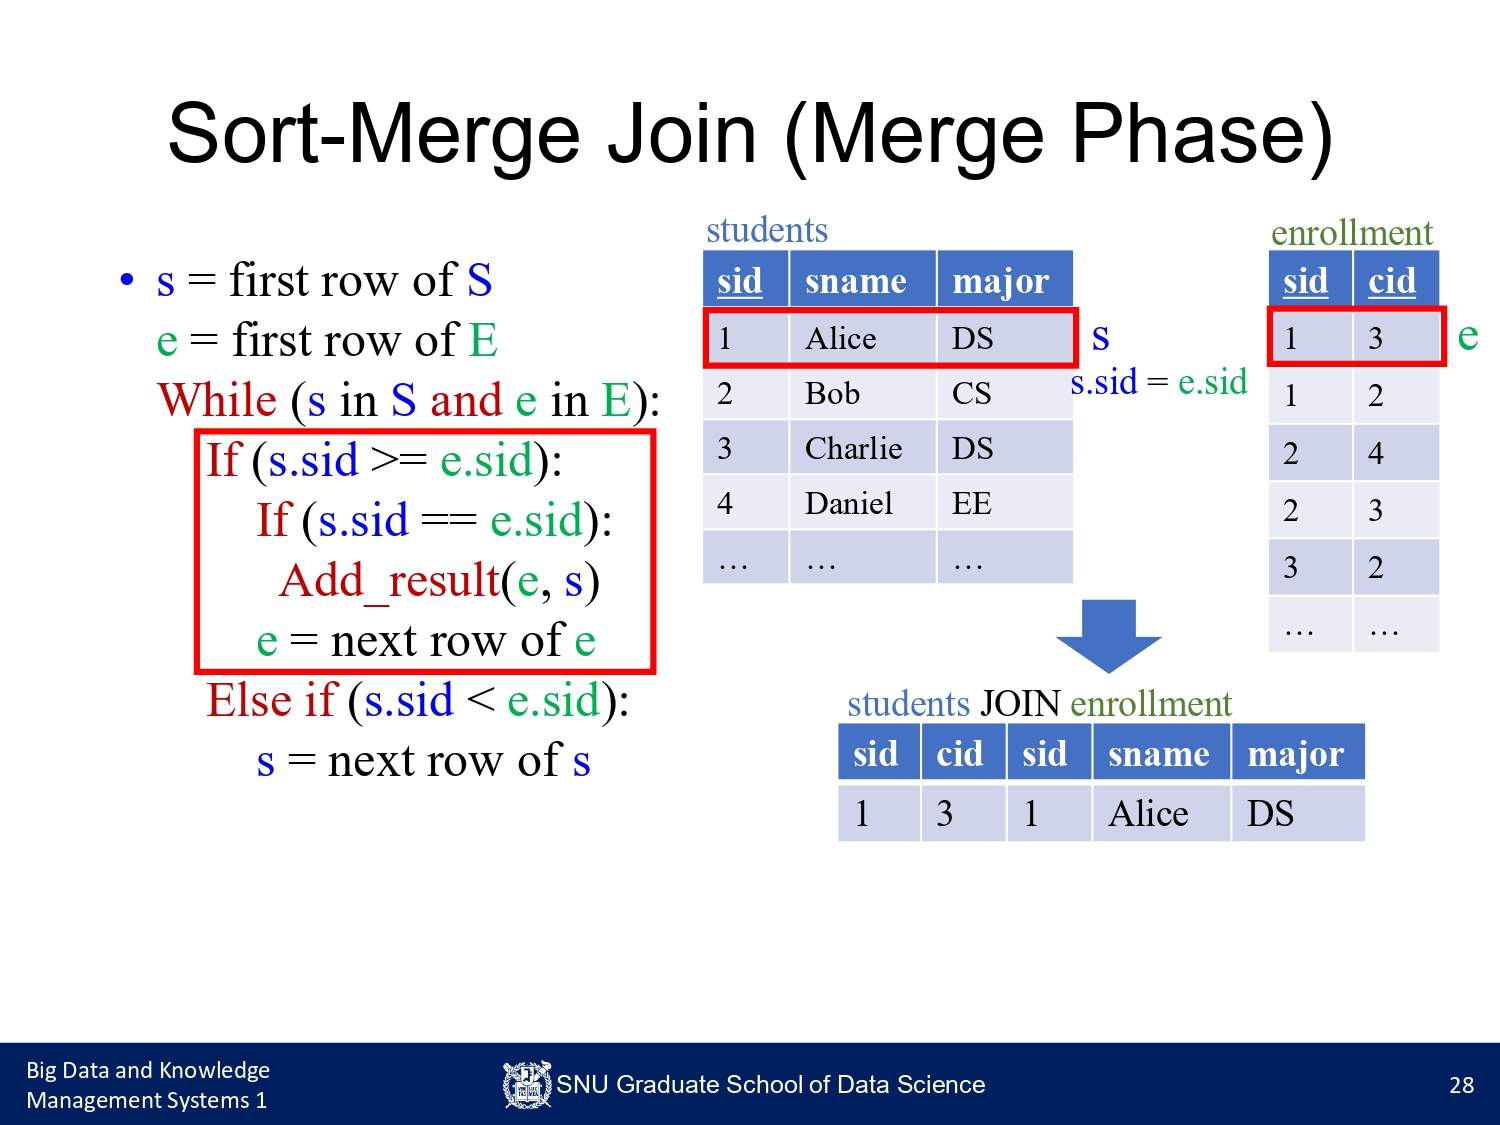 Sort-Merge Join (Merge Phase)
• s = first row of S
e = first row of E
While (s in S and e in E):
If (s.sid >= e.sid):
If (s.sid == e.sid):
Add_result(e, s)
e = next row of e
Else if (s.sid < e.sid):
s = next row of s
students
sid sname major
1 Alice DS
2 Bob CS
3 Charlie DS
4 Daniel EE
… … …
s
s.sid = e.sid
enrollment
sid cid
1 3
1 2
2 4
2 3
3 2
… …
e
students JOIN enrollment
sid cid sid sname major
1 3 1 Alice DS
Big Data and Knowledge
Management Systems 1
SNU Graduate School of Data Science
28